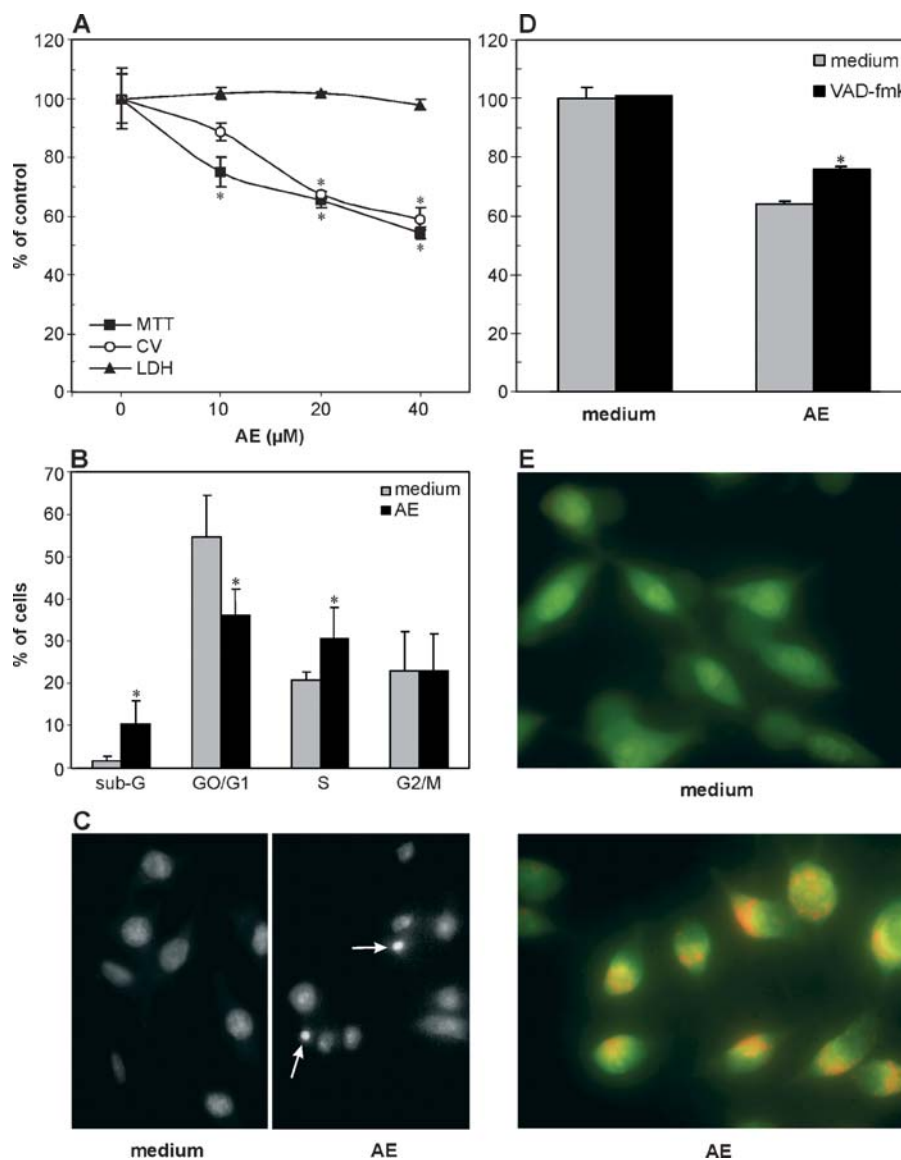 A
120
100
80
60
40
20
0
% of control
*
*
*
*
*
MTT
CV
LDH
0 10 20 40
AE (µM)
B
70
60
50
40
30
20
10
0
% of cells
medium
AE
*
*
*
sub-G GO/G1 S G2/M
C
medium AE
D
120
100
80
60
40
20
0
medium
VAD-fmk
*
medium AE
E
medium
AE